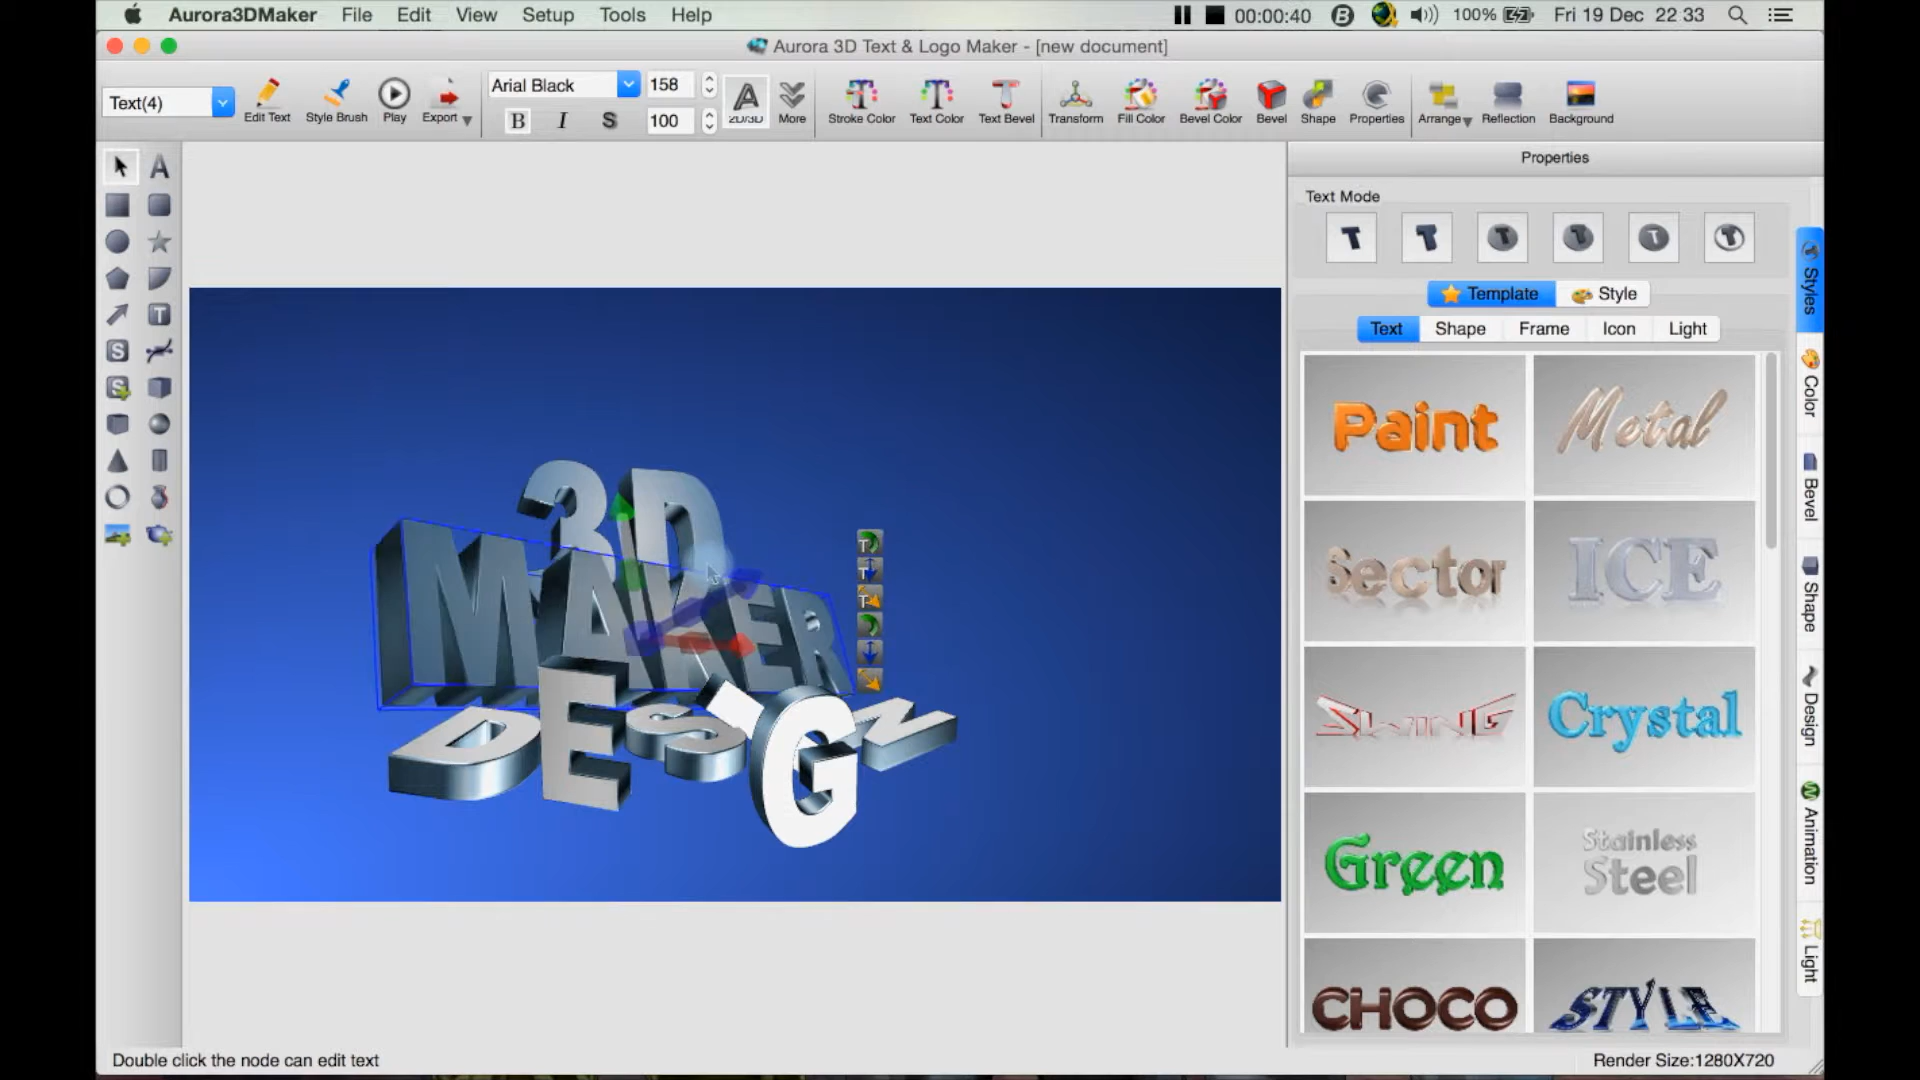 Aurora3DMaker File Edit View Setup Tools Help 00:00:40 100% Fri 19 Dec 22 33
Aurora 3D Text & Logo Maker - [new document]
Text(4) Edit Text Style Brush Play Export Arial Black 158 B I S 100 2D/3D More Stroke Color Text Color Text Bevel Transform Fill Color Bevel Color Bevel Shape Properties Arrange Reflection Background
Properties
Text Mode
Template Style
Text Shape Frame Icon Light
Paint Metal
Sector ICE
SWING Crystal
Green Stainless Steel
CHOCO STYLE
Styles
Color
Bevel
Shape
Design
Animation
Light
3D
MAKER
DESIGN
Double click the node can edit text
Render Size:1280X720